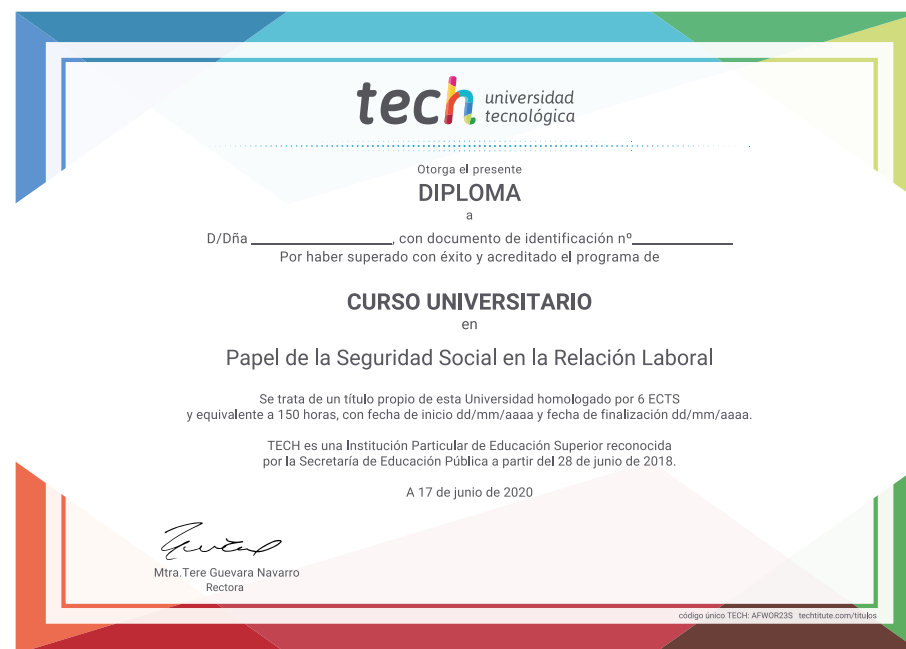 tech universidad
tecnológica
Otorga el presente
DIPLOMA
a
D/Dña ____________________, con documento de identificación nº______________
Por haber superado con éxito y acreditado el programa de
CURSO UNIVERSITARIO
en
Papel de la Seguridad Social en la Relación Laboral
Se trata de un título propio de esta Universidad homologado por 6 ECTS
y equivalente a 150 horas, con fecha de inicio dd/mm/aaaa y fecha de finalización dd/mm/aaaa.
TECH es una Institución Particular de Educación Superior reconocida
por la Secretaría de Educación Pública a partir del 28 de junio de 2018.
A 17 de junio de 2020
Mtra.Tere Guevara Navarro
Rectora
código único TECH: AFWOR23S techtitute.com/titulos